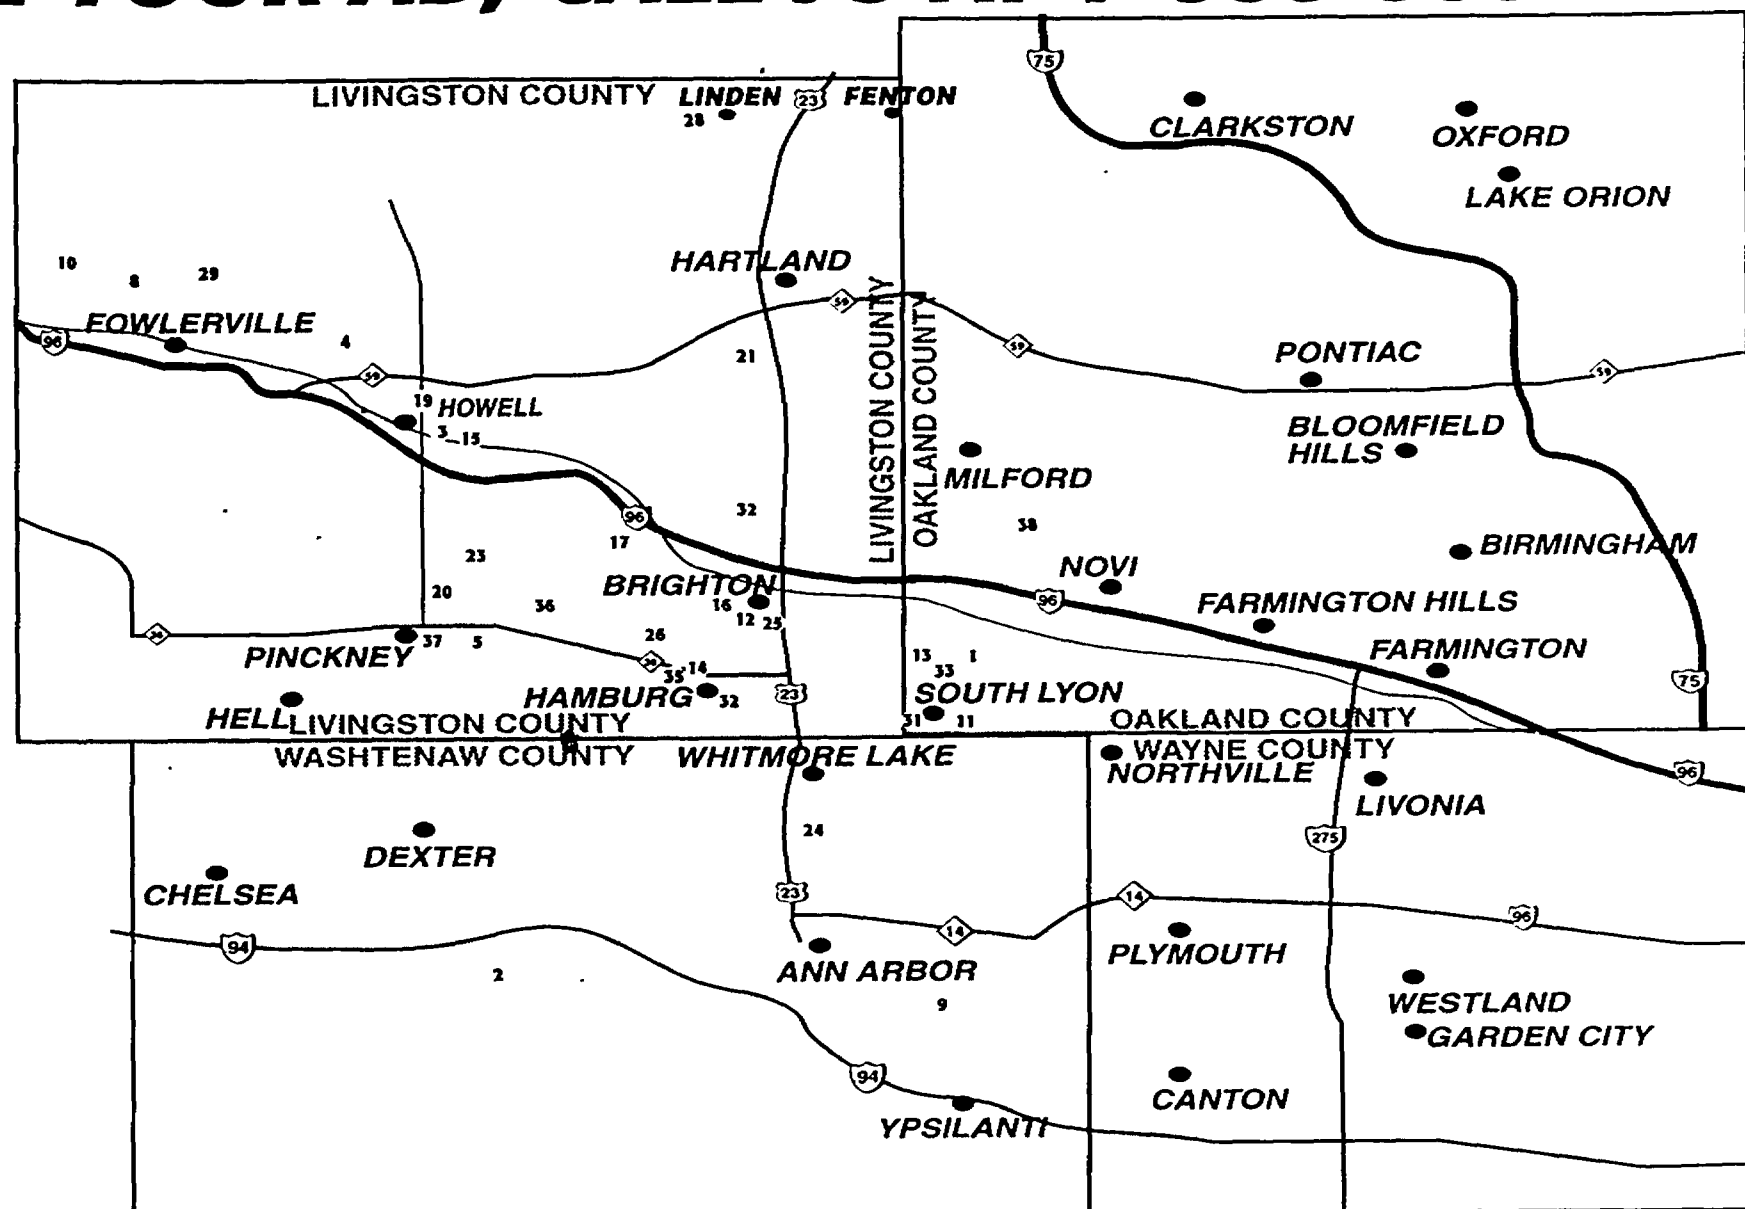 YOUR AD, CALL
75
LIVINGSTON COUNTY LINDEN 23 FENTON
28
CLARKSTON
OXFORD
LAKE ORION
10
8
29
HARTLAND
59
FOWLERVILLE
96
4
59
21
59
PONTIAC
59
LIVINGSTON COUNTY
OAKLAND COUNTY
19 HOWELL
3 15
BLOOMFIELD
HILLS
MILFORD
32
96
38
17
23
BIRMINGHAM
NOVI
BRIGHTON
20
36
16
12 25
96
FARMINGTON HILLS
36
37
5
26
PINCKNEY
36
35 14
13
1
33
FARMINGTON
75
HAMBURG
32
23
SOUTH LYON
31
11
HELL
LIVINGSTON COUNTY
OAKLAND COUNTY
WASHTENAW COUNTY
WHITMORE LAKE
WAYNE COUNTY
NORTHVILLE
96
LIVONIA
24
275
DEXTER
CHELSEA
23
14
96
94
14
PLYMOUTH
2
ANN ARBOR
9
WESTLAND
GARDEN CITY
94
CANTON
YPSILANTI